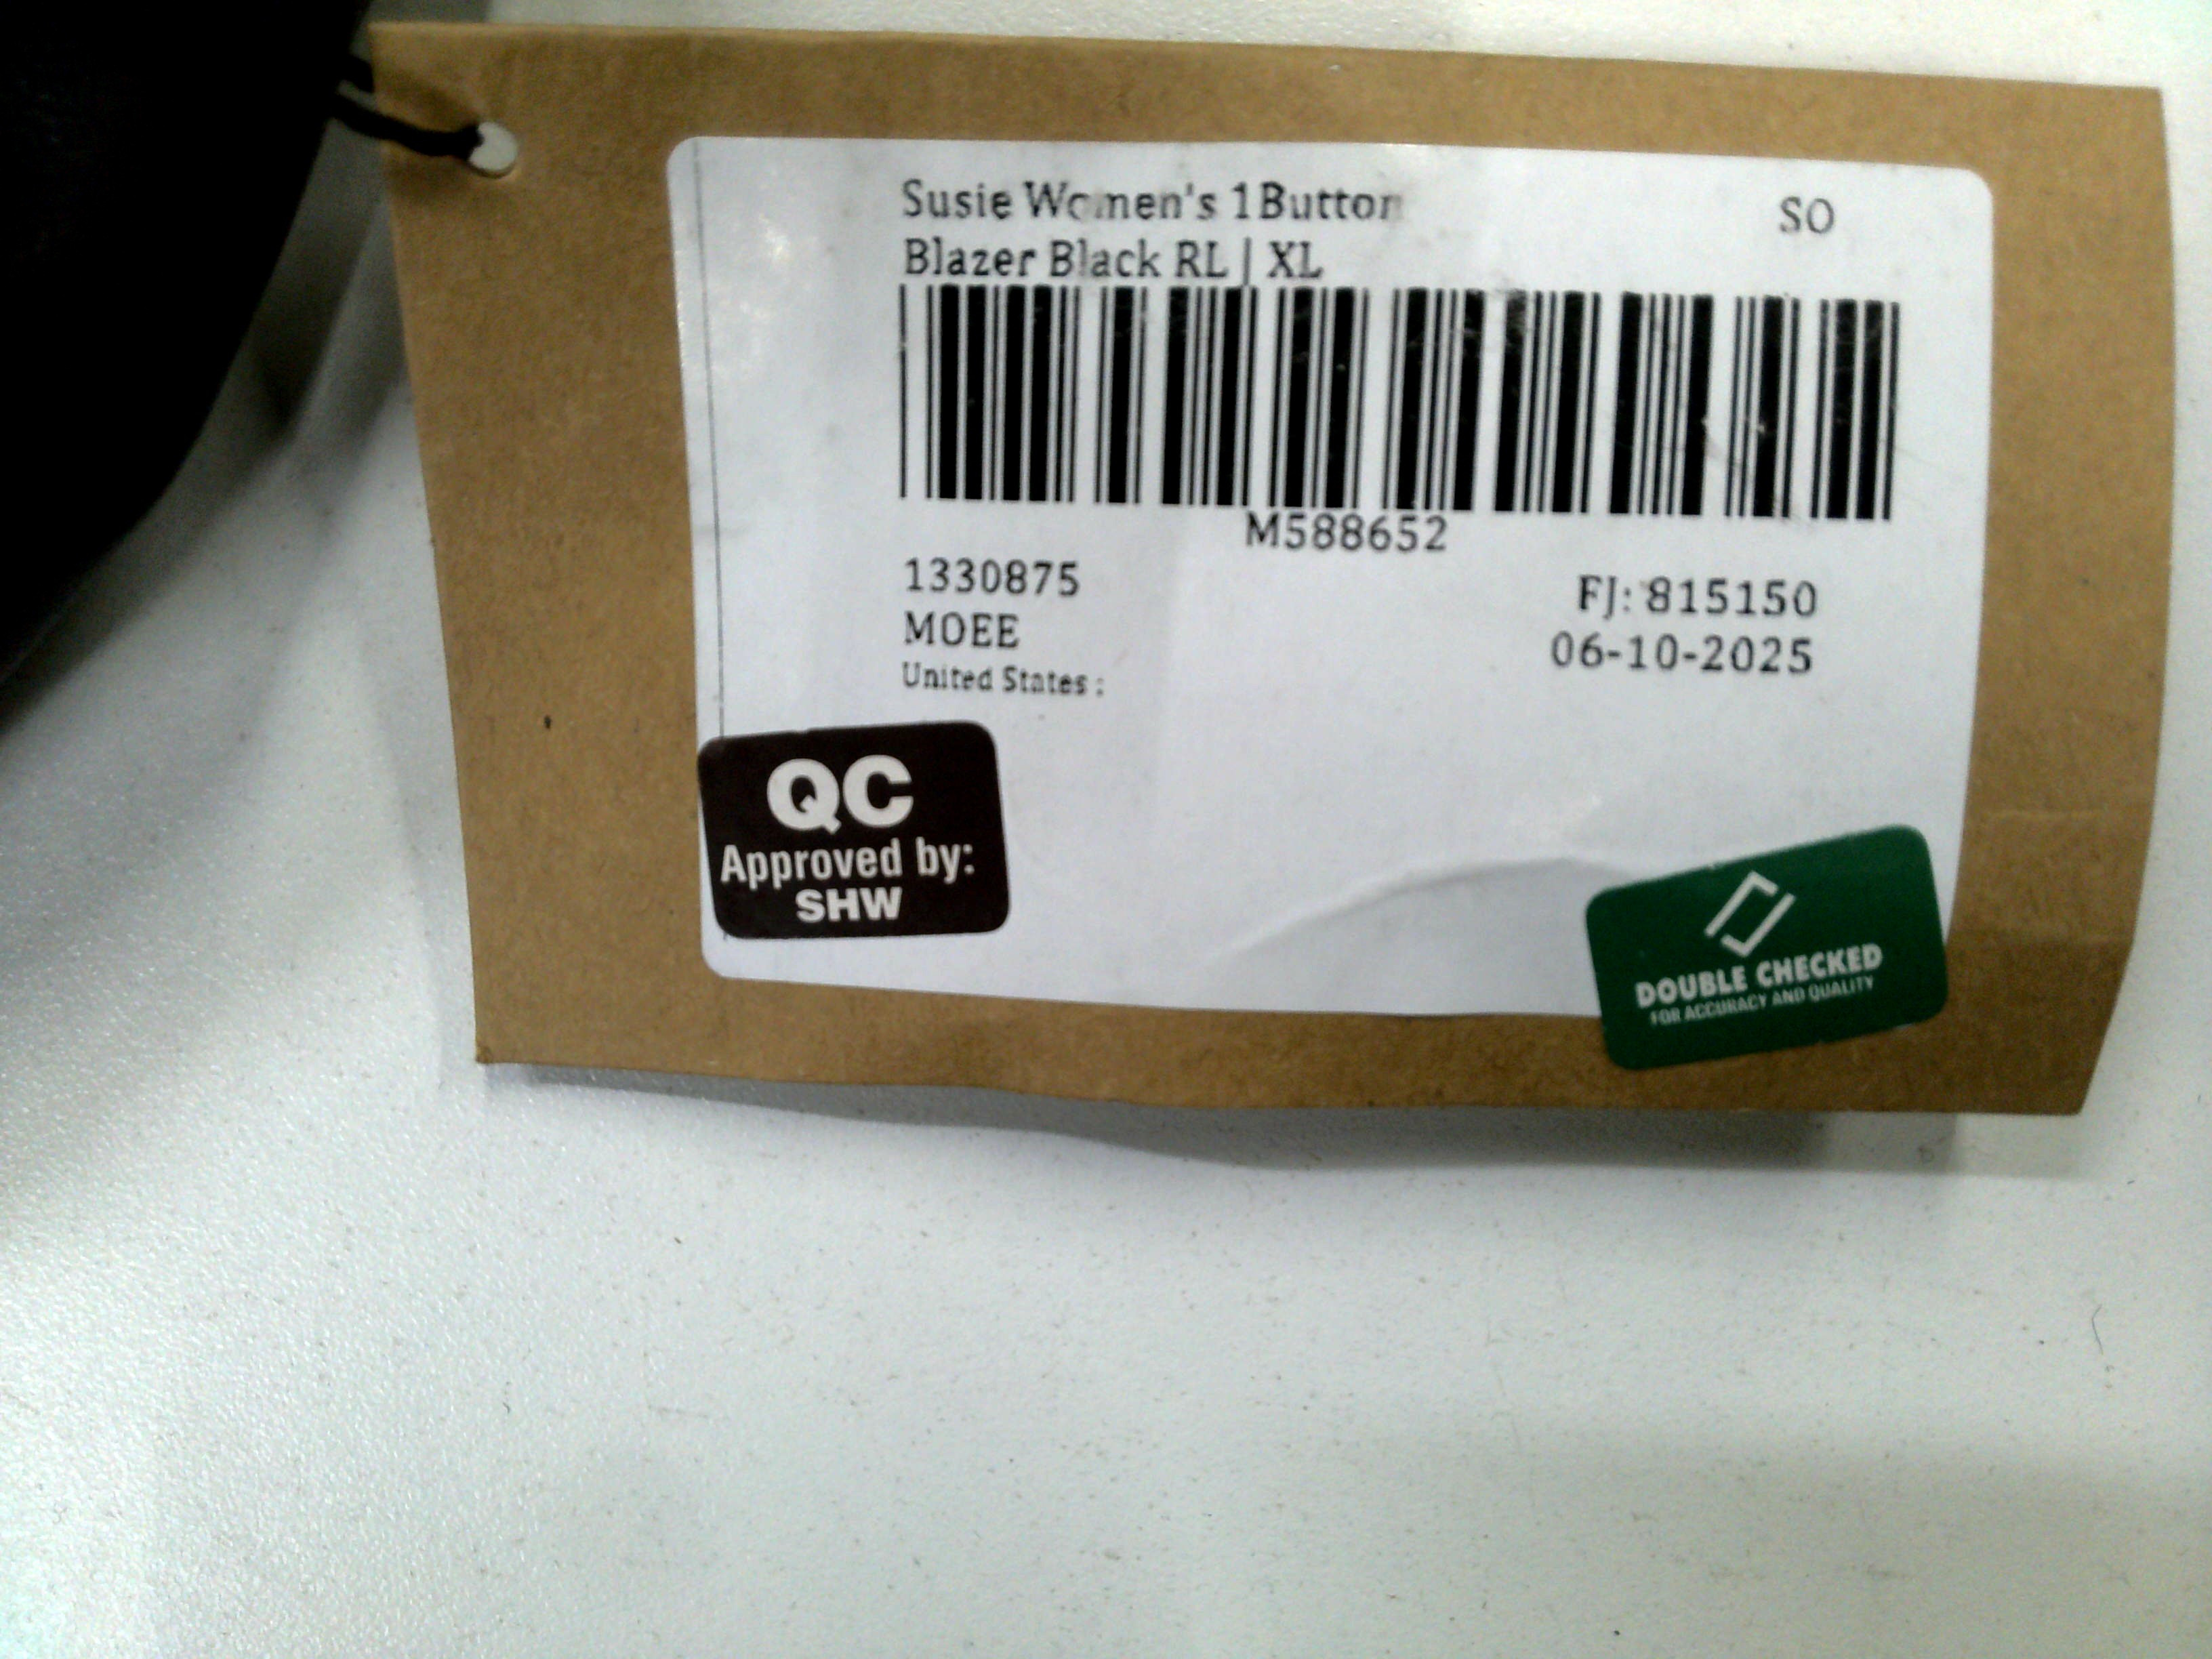 Susie Women's 1Button
Blazer Black RL | XL
SO
M588652
1330875
MOEE
United States :
FJ: 815150
06-10-2025
QC
Approved by:
SHW
DOUBLE CHECKED
FOR ACCURACY AND QUALITY